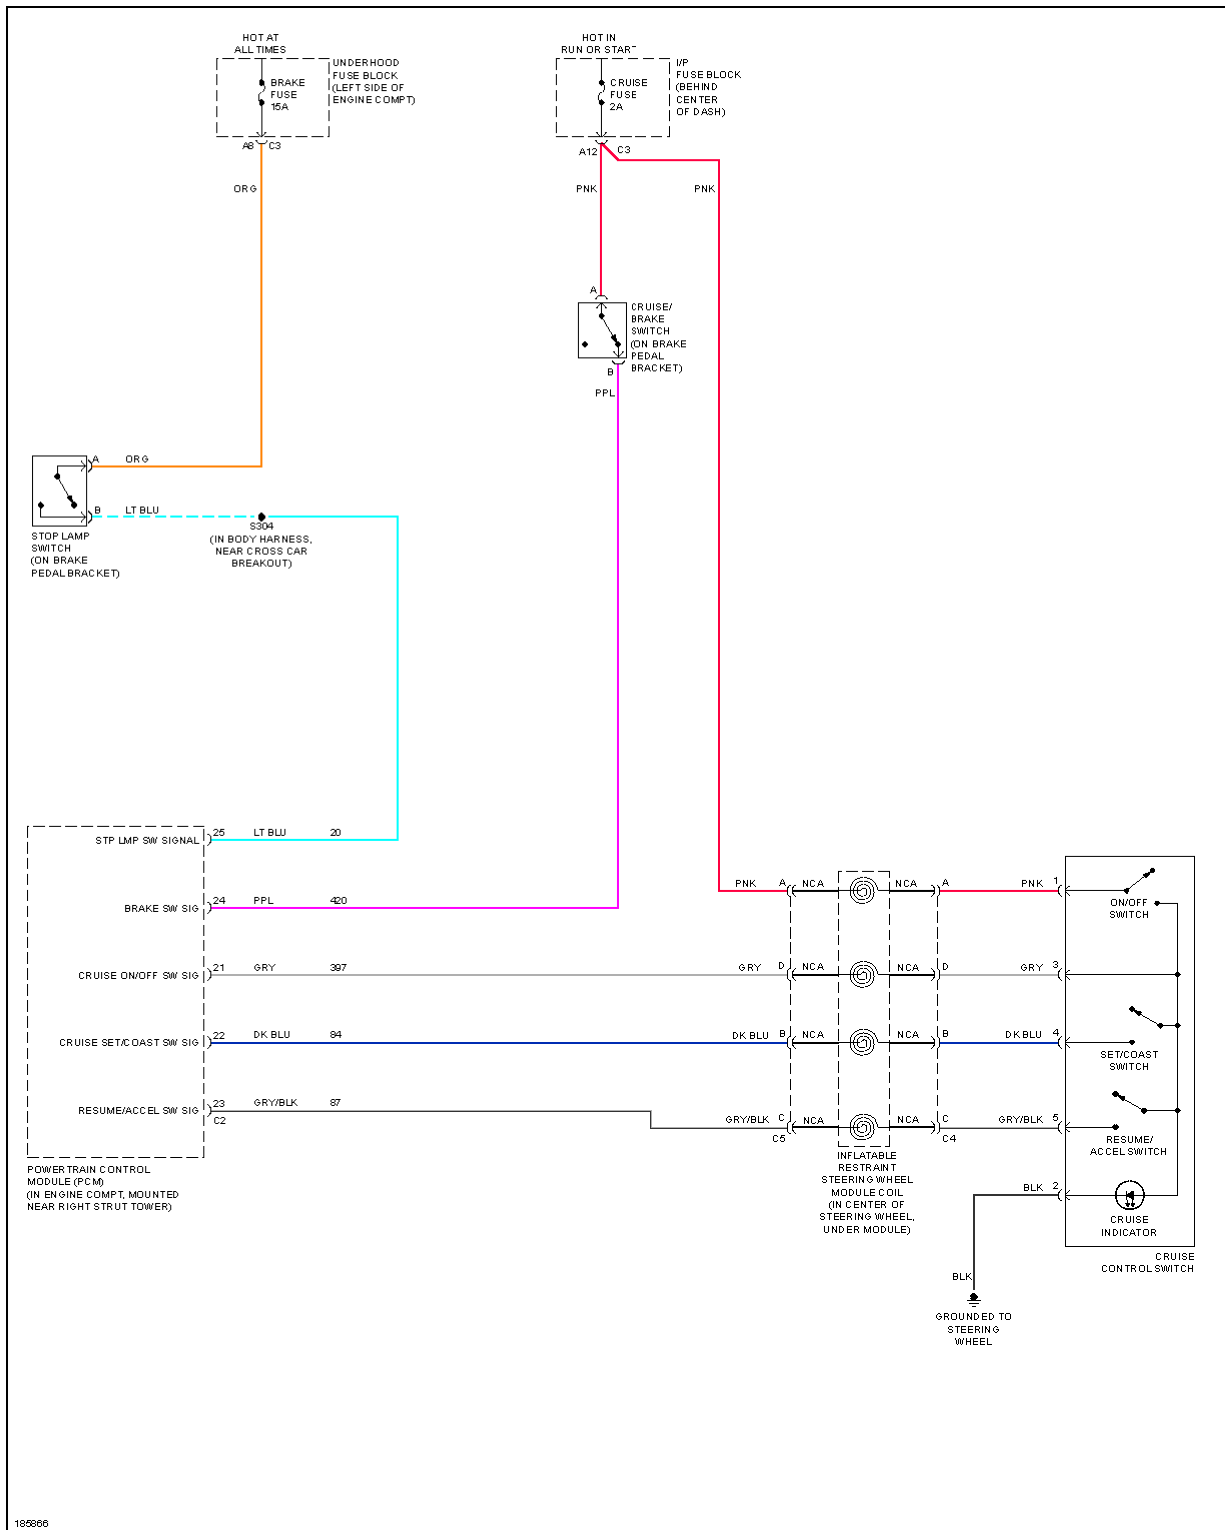 HOT AT
ALL TIMES
UNDERHOOD
FUSE BLOCK
(LEFT SIDE OF
ENGINE COMPT)
BRAKE
FUSE
15A
A8 C3
ORG
HOT IN
RUN OR START
I/P
FUSE BLOCK
(BEHIND
CENTER
OF DASH)
CRUISE
FUSE
2A
A12 C3
PNK PNK
A
CRUISE/
BRAKE
SWITCH
(ON BRAKE
PEDAL
BRACKET)
B
PPL
A ORG
B LT BLU
STOP LAMP
SWITCH
(ON BRAKE
PEDAL BRACKET)
S304
(IN BODY HARNESS,
NEAR CROSS CAR
BREAKOUT)
STP LMP SW SIGNAL 25 LT BLU 20
BRAKE SW SIG 24 PPL 420
CRUISE ON/OFF SW SIG 21 GRY 397
CRUISE SET/COAST SW SIG 22 DK BLU 84
RESUME/ACCEL SW SIG 23 GRY/BLK 87
C2
POWERTRAIN CONTROL
MODULE (PCM)
(IN ENGINE COMPT, MOUNTED
NEAR RIGHT STRUT TOWER)
PNK A NCA NCA A PNK 1
GRY D NCA NCA D GRY 3
DK BLU B NCA NCA B DK BLU 4
GRY/BLK C NCA NCA C GRY/BLK 5
C5 C4
INFLATABLE
RESTRAINT
STEERING WHEEL
MODULE COIL
(IN CENTER OF
STEERING WHEEL,
UNDER MODULE)
ON/OFF
SWITCH
SET/COAST
SWITCH
RESUME/
ACCEL SWITCH
BLK 2
CRUISE
INDICATOR
CRUISE
CONTROL SWITCH
BLK
GROUNDED TO
STEERING
WHEEL
185866